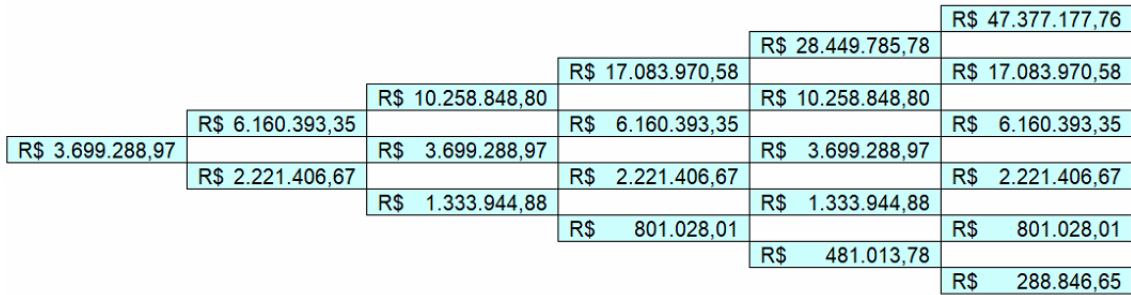 R$ 47.377.177,76
R$ 28.449.785,78
R$ 17.083.970,58 R$ 17.083.970,58
R$ 10.258.848,80 R$ 10.258.848,80
R$ 6.160.393,35 R$ 6.160.393,35 R$ 6.160.393,35
R$ 3.699.288,97 R$ 3.699.288,97 R$ 3.699.288,97
R$ 2.221.406,67 R$ 2.221.406,67 R$ 2.221.406,67
R$ 1.333.944,88 R$ 1.333.944,88
R$ 801.028,01 R$ 801.028,01
R$ 481.013,78
R$ 288.846,65